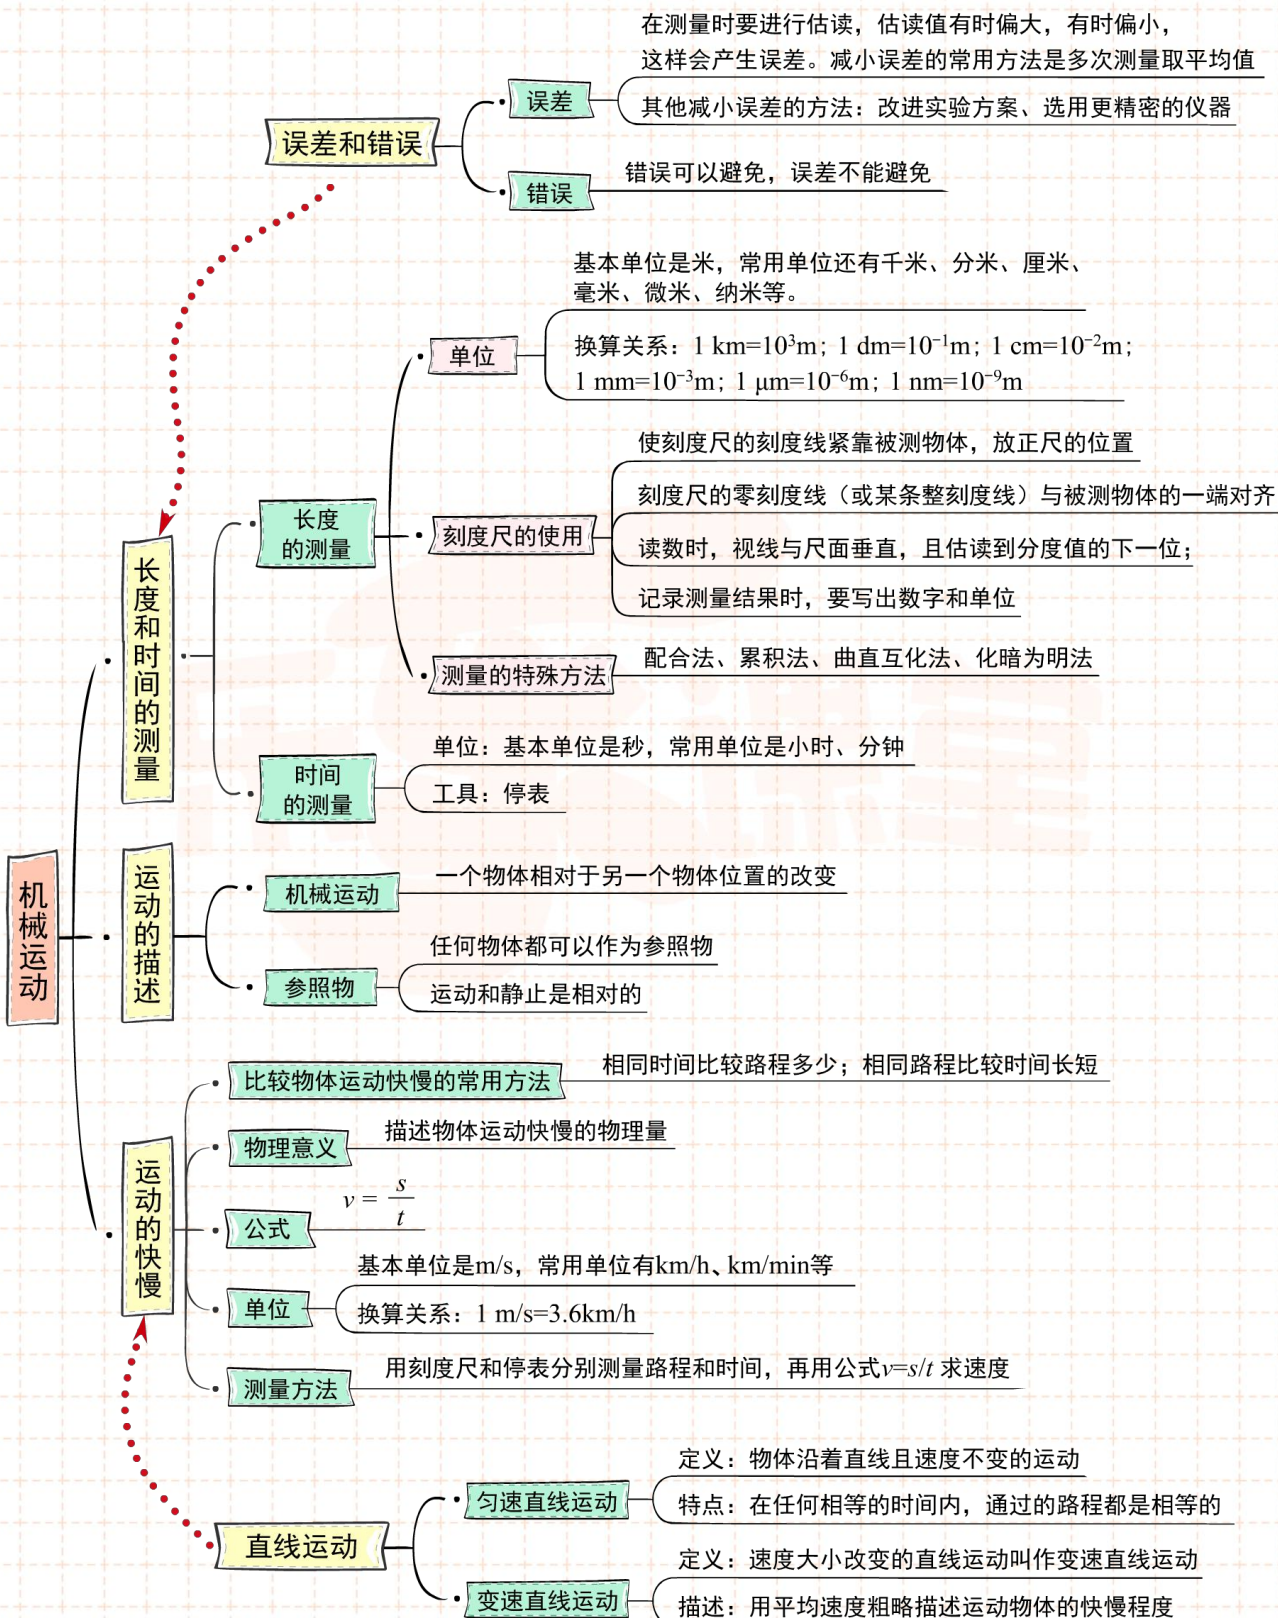 在测量时要进行估读，估读值有时偏大，有时偏小，
这样会产生误差。减小误差的常用方法是多次测量取平均值
误差
其他减小误差的方法：改进实验方案、选用更精密的仪器
误差和错误
错误可以避免，误差不能避免
错误
基本单位是米，常用单位还有千米、分米、厘米、
毫米、微米、纳米等。
单位
换算关系：1 km=10³m；1 dm=10⁻¹m；1 cm=10⁻²m；
1 mm=10⁻³m；1 μm=10⁻⁶m；1 nm=10⁻⁹m
使刻度尺的刻度线紧靠被测物体，放正尺的位置
刻度尺的零刻度线（或某条整刻度线）与被测物体的一端对齐
长度
的测量
刻度尺的使用
读数时，视线与尺面垂直，且估读到分度值的下一位；
记录测量结果时，要写出数字和单位
长度和时间的测量
测量的特殊方法
配合法、累积法、曲直互化法、化暗为明法
单位：基本单位是秒，常用单位是小时、分钟
时间
的测量
工具：停表
机械运动
运动的描述
机械运动
一个物体相对于另一个物体位置的改变
任何物体都可以作为参照物
参照物
运动和静止是相对的
比较物体运动快慢的常用方法
相同时间比较路程多少；相同路程比较时间长短
物理意义
描述物体运动快慢的物理量
运动的快慢
公式
v = s/t
基本单位是m/s，常用单位有km/h、km/min等
单位
换算关系：1 m/s=3.6km/h
测量方法
用刻度尺和停表分别测量路程和时间，再用公式v=s/t 求速度
定义：物体沿着直线且速度不变的运动
匀速直线运动
特点：在任何相等的时间内，通过的路程都是相等的
直线运动
定义：速度大小改变的直线运动叫作变速直线运动
变速直线运动
描述：用平均速度粗略描述运动物体的快慢程度